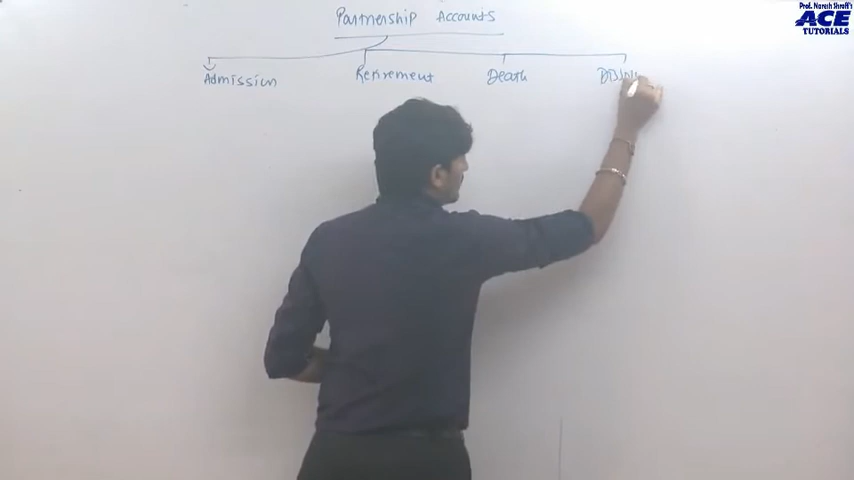 Prof. Naresh Shroff's
ACE
TUTORIALS
Partnership Accounts
Admission Retirement Death